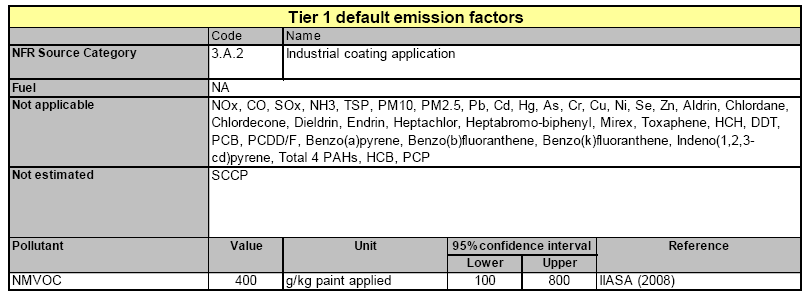 Tier 1 default emission factors
Code Name
NFR Source Category 3.A.2 Industrial coating application
Fuel NA
Not applicable NOx, CO, SOx, NH3, TSP, PM10, PM2.5, Pb, Cd, Hg, As, Cr, Cu, Ni, Se, Zn, Aldrin, Chlordane,
Chlordecone, Dieldrin, Endrin, Heptachlor, Heptabromo-biphenyl, Mirex, Toxaphene, HCH, DDT,
PCB, PCDD/F, Benzo(a)pyrene, Benzo(b)fluoranthene, Benzo(k)fluoranthene, Indeno(1,2,3-
cd)pyrene, Total 4 PAHs, HCB, PCP
Not estimated SCCP
Pollutant Value Unit 95% confidence interval Reference
Lower Upper
NMVOC 400 g/kg paint applied 100 800 IIASA (2008)